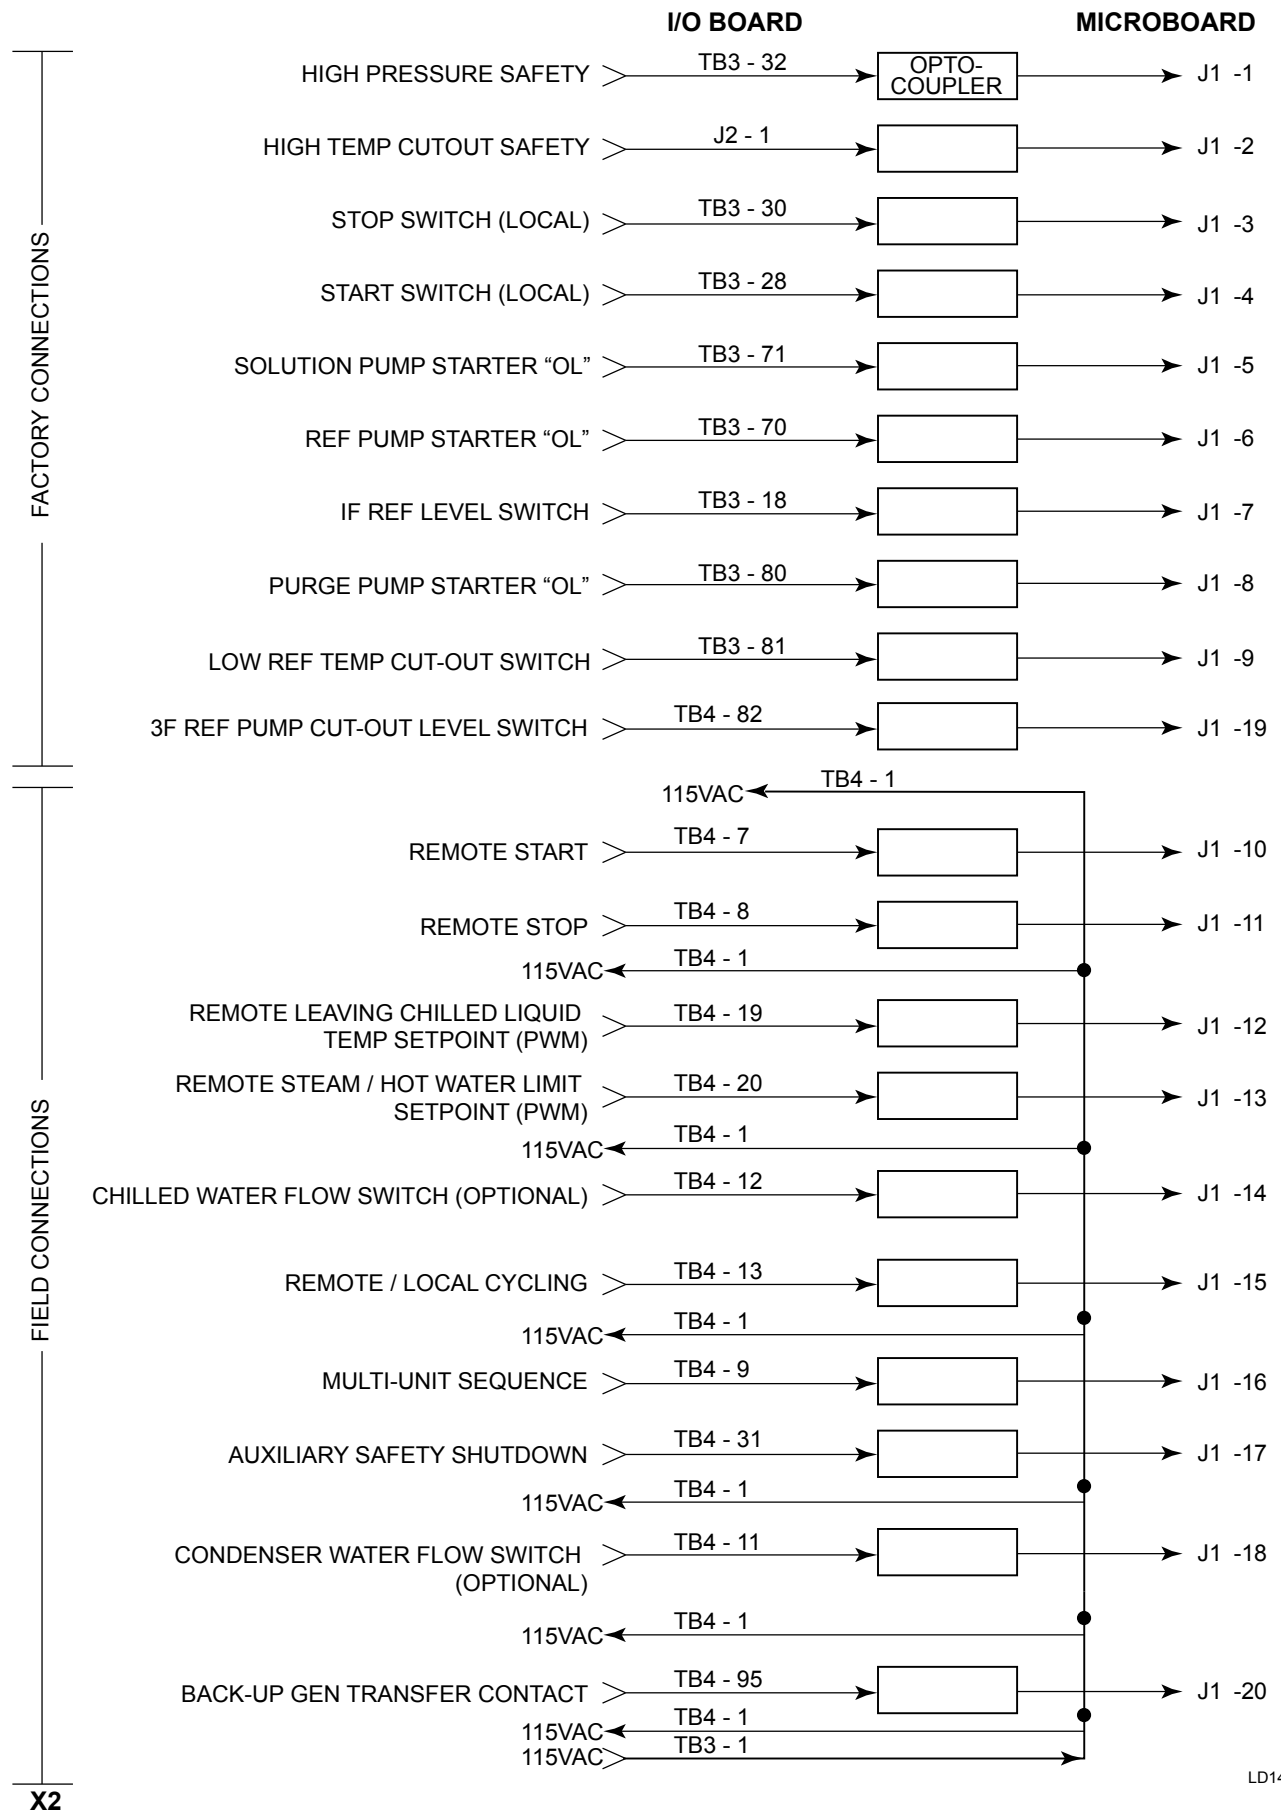 I/O BOARD MICROBOARD
HIGH PRESSURE SAFETY TB3 - 32 OPTO-
COUPLER J1 -1
HIGH TEMP CUTOUT SAFETY J2 - 1 J1 -2
STOP SWITCH (LOCAL) TB3 - 30 J1 -3
START SWITCH (LOCAL) TB3 - 28 J1 -4
SOLUTION PUMP STARTER “OL” TB3 - 71 J1 -5
REF PUMP STARTER “OL” TB3 - 70 J1 -6
IF REF LEVEL SWITCH TB3 - 18 J1 -7
PURGE PUMP STARTER “OL” TB3 - 80 J1 -8
LOW REF TEMP CUT-OUT SWITCH TB3 - 81 J1 -9
3F REF PUMP CUT-OUT LEVEL SWITCH TB4 - 82 J1 -19
FACTORY CONNECTIONS
115VAC TB4 - 1
REMOTE START TB4 - 7 J1 -10
REMOTE STOP TB4 - 8 J1 -11
115VAC TB4 - 1
REMOTE LEAVING CHILLED LIQUID
TEMP SETPOINT (PWM) TB4 - 19 J1 -12
REMOTE STEAM / HOT WATER LIMIT
SETPOINT (PWM) TB4 - 20 J1 -13
115VAC TB4 - 1
CHILLED WATER FLOW SWITCH (OPTIONAL) TB4 - 12 J1 -14
REMOTE / LOCAL CYCLING TB4 - 13 J1 -15
115VAC TB4 - 1
MULTI-UNIT SEQUENCE TB4 - 9 J1 -16
AUXILIARY SAFETY SHUTDOWN TB4 - 31 J1 -17
115VAC TB4 - 1
CONDENSER WATER FLOW SWITCH
(OPTIONAL) TB4 - 11 J1 -18
115VAC TB4 - 1
BACK-UP GEN TRANSFER CONTACT TB4 - 95 J1 -20
115VAC TB4 - 1
115VAC TB3 - 1
FIELD CONNECTIONS
LD14
X2